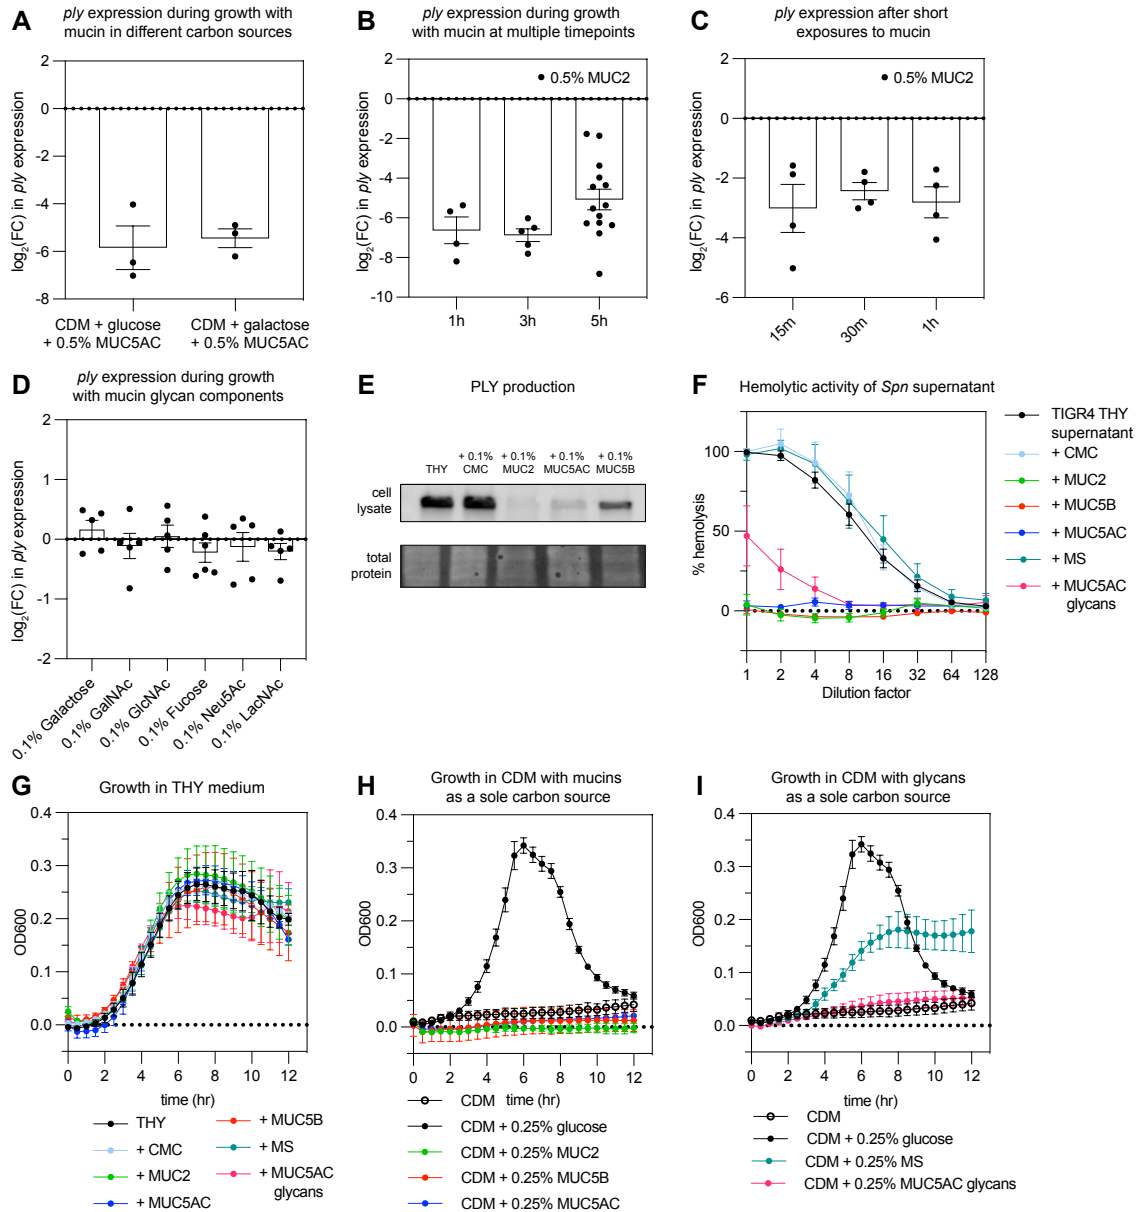 A
ply expression during growth with
mucin in different carbon sources
log2(FC) in ply expression
2
0
-2
-4
-6
-8
CDM + glucose
+ 0.5% MUC5AC
CDM + galactose
+ 0.5% MUC5AC
B
ply expression during growth
with mucin at multiple timepoints
0.5% MUC2
log2(FC) in ply expression
2
0
-2
-4
-6
-8
-10
1h
3h
5h
C
ply expression after short
exposures to mucin
0.5% MUC2
log2(FC) in ply expression
2
0
-2
-4
-6
15m
30m
1h
D
ply expression during growth
with mucin glycan components
log2(FC) in ply expression
2
1
0
-1
-2
0.1% Galactose
0.1% GalNAc
0.1% GlcNAc
0.1% Fucose
0.1% Neu5Ac
0.1% LacNAc
E
PLY production
THY
+ 0.1%
CMC
+ 0.1%
MUC2
+ 0.1%
MUC5AC
+ 0.1%
MUC5B
cell
lysate
total
protein
F
Hemolytic activity of Spn supernatant
% hemolysis
100
50
0
1
2
4
8
16
32
64
128
Dilution factor
TIGR4 THY
supernatant
+ CMC
+ MUC2
+ MUC5B
+ MUC5AC
+ MS
+ MUC5AC
glycans
G
Growth in THY medium
OD600
0.4
0.3
0.2
0.1
0.0
0
2
4
6
8
10
12
time (hr)
THY
+ CMC
+ MUC2
+ MUC5AC
+ MUC5B
+ MS
+ MUC5AC
glycans
H
Growth in CDM with mucins
as a sole carbon source
OD600
0.4
0.3
0.2
0.1
0.0
0
2
4
6
8
10
12
time (hr)
CDM
CDM + 0.25% glucose
CDM + 0.25% MUC2
CDM + 0.25% MUC5B
CDM + 0.25% MUC5AC
I
Growth in CDM with glycans
as a sole carbon source
OD600
0.4
0.3
0.2
0.1
0.0
0
2
4
6
8
10
12
time (hr)
CDM
CDM + 0.25% glucose
CDM + 0.25% MS
CDM + 0.25% MUC5AC glycans